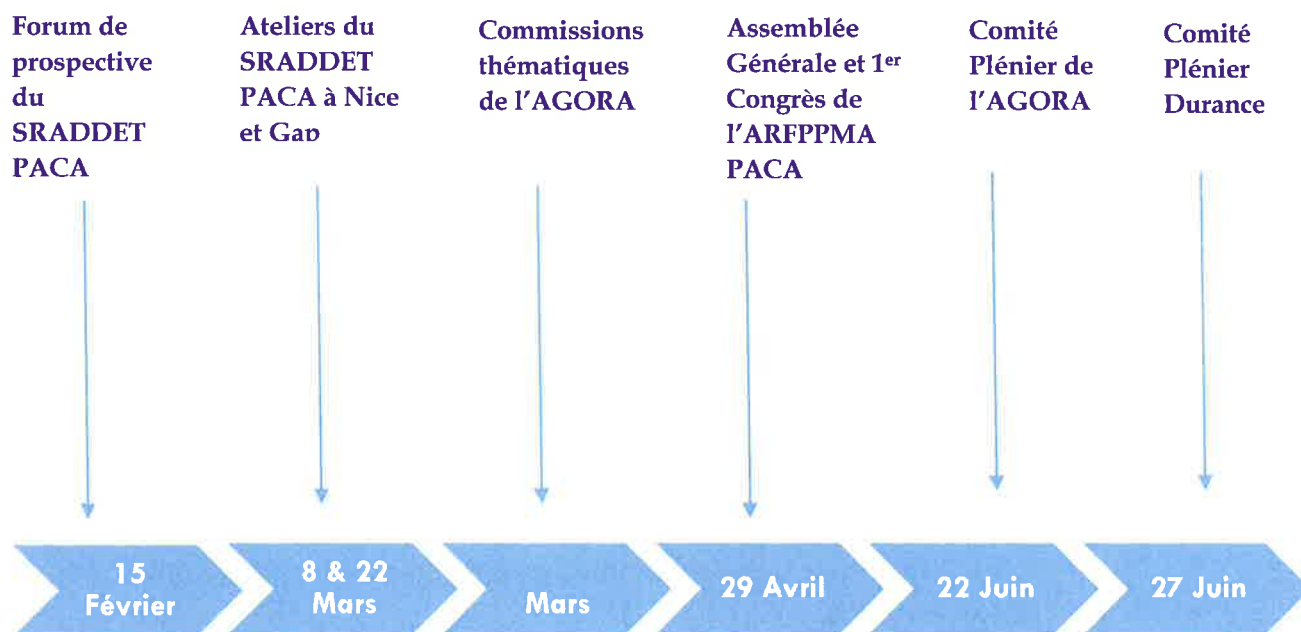 Forum de
prospective
du
SRADDET
PACA
Ateliers du
SRADDET
PACA à Nice
et Gap
Commissions
thématiques
de l'AGORA
Assemblée
Générale et 1er
Congrès de
l'ARFPPMA
PACA
Comité
Plénier de
l'AGORA
Comité
Plénier
Durance
15
Février
8 & 22
Mars
Mars
29 Avril
22 Juin
27 Juin